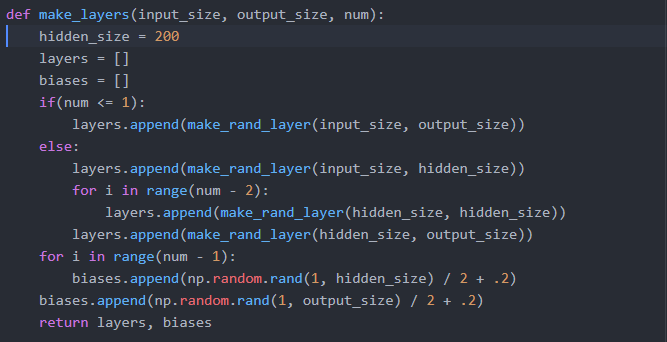 def make_layers(input_size, output_size, num):
    hidden_size = 200
    layers = []
    biases = []
    if(num <= 1):
        layers.append(make_rand_layer(input_size, output_size))
    else:
        layers.append(make_rand_layer(input_size, hidden_size))
        for i in range(num - 2):
            layers.append(make_rand_layer(hidden_size, hidden_size))
        layers.append(make_rand_layer(hidden_size, output_size))
    for i in range(num - 1):
        biases.append(np.random.rand(1, hidden_size) / 2 + .2)
    biases.append(np.random.rand(1, output_size) / 2 + .2)
    return layers, biases